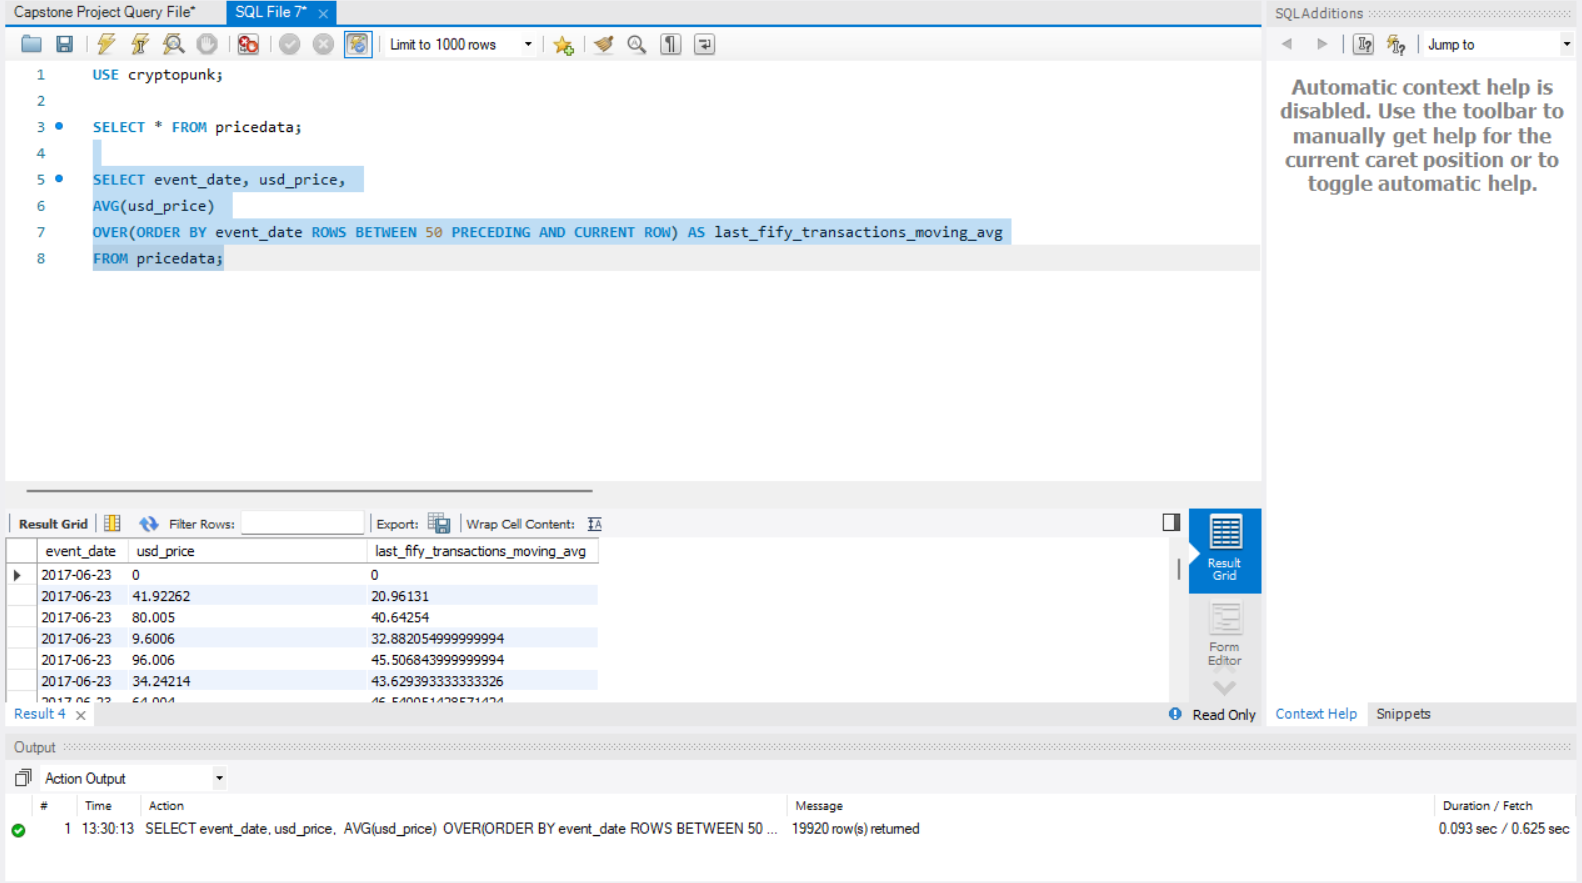 Capstone Project Query File*
SQL File 7*
SQLAdditions
Limit to 1000 rows
Jump to
1 USE cryptopunk;
2
3 SELECT * FROM pricedata;
4
5 SELECT event_date, usd_price,
6 AVG(usd_price)
7 OVER(ORDER BY event_date ROWS BETWEEN 50 PRECEDING AND CURRENT ROW) AS last_fify_transactions_moving_avg
8 FROM pricedata;
Automatic context help is
disabled. Use the toolbar to
manually get help for the
current caret position or to
toggle automatic help.
Result Grid Filter Rows: Export: Wrap Cell Content:
event_date usd_price last_fify_transactions_moving_avg
2017-06-23 0 0
2017-06-23 41.92262 20.96131
2017-06-23 80.005 40.64254
2017-06-23 9.6006 32.882054999999994
2017-06-23 96.006 45.506843999999994
2017-06-23 34.24214 43.629393333333326
2017-06-23 64.004 46.540051428571424
Result
Grid
Form
Editor
Result 4
Read Only
Context Help Snippets
Output
Action Output
# Time Action Message Duration / Fetch
1 13:30:13 SELECT event_date, usd_price, AVG(usd_price) OVER(ORDER BY event_date ROWS BETWEEN 50 ... 19920 row(s) returned 0.093 sec / 0.625 sec